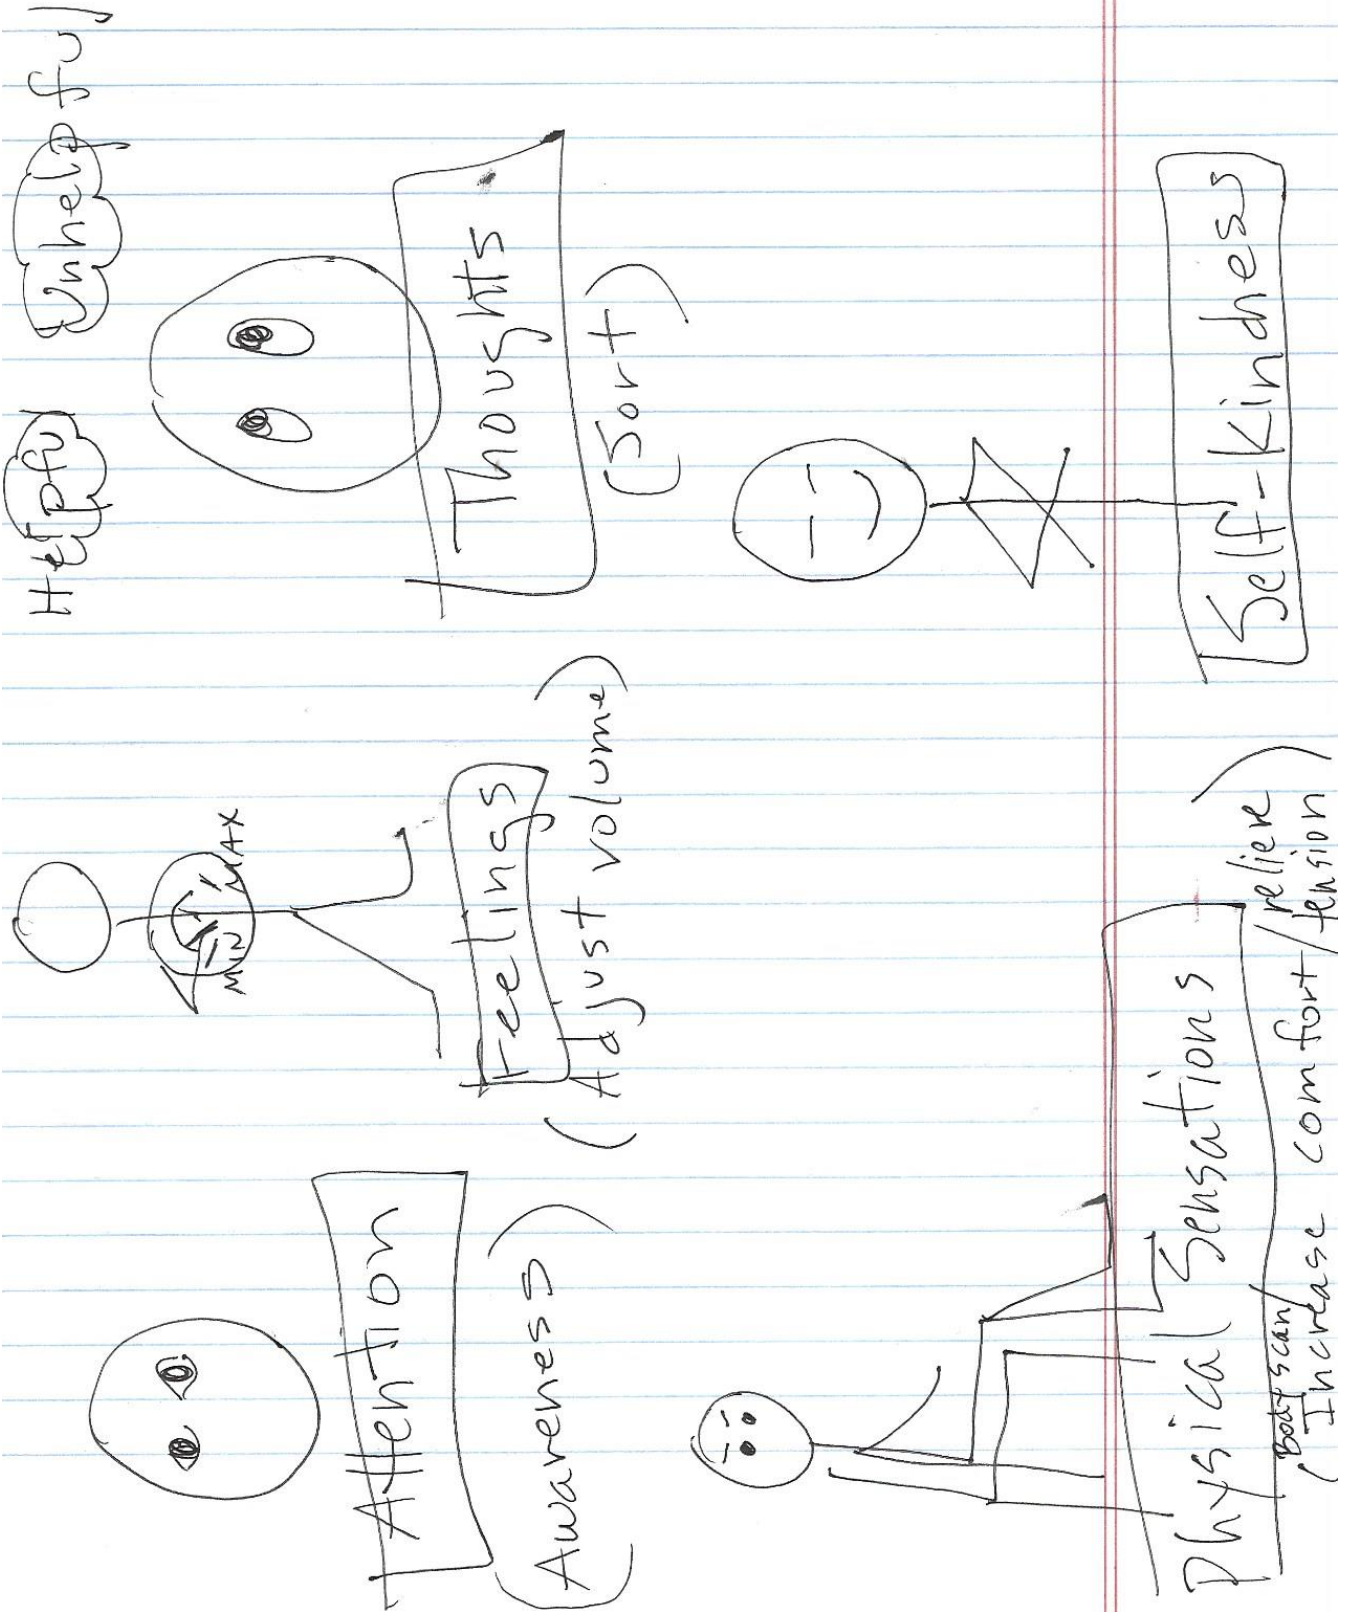 Attention
(Awareness)
MIN MAX
Feelings
(Adjust volume)
Helpful
Unhelpful
Thoughts
(Sort)
Physical Sensations
(Body scan/
Increase comfort/relieve
tension)
Self-Kindness